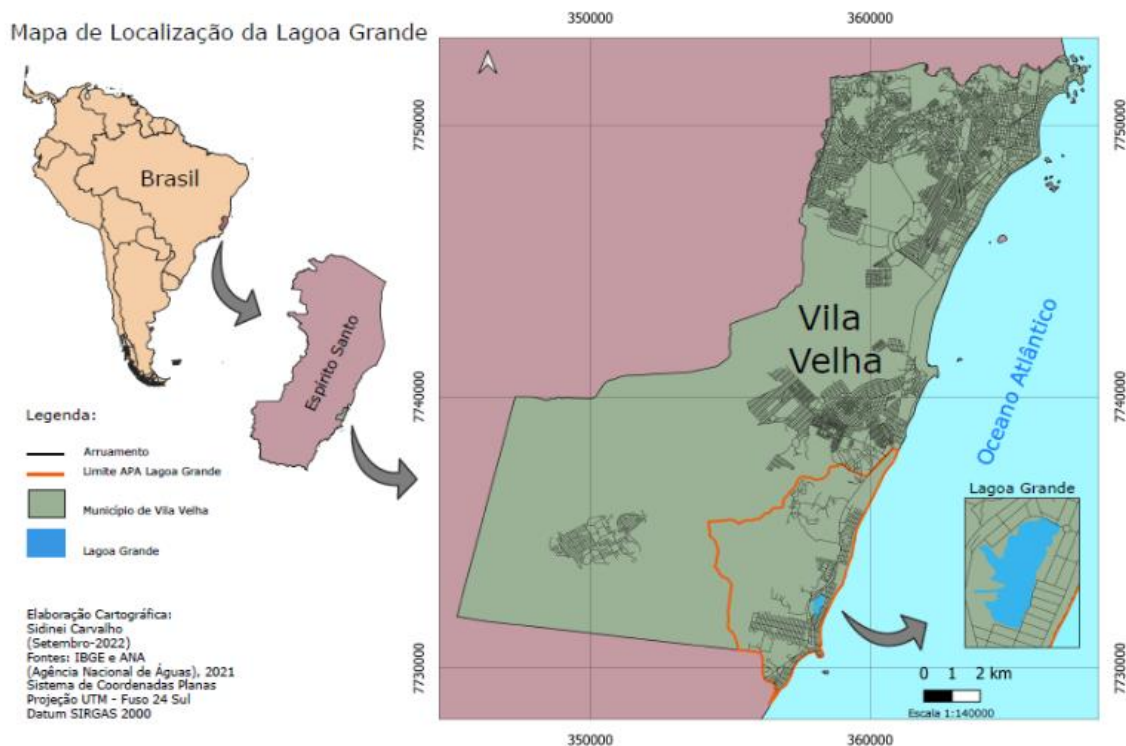 Mapa de Localização da Lagoa Grande
Brasil
Espírito Santo
Legenda:
Arruamento
Limite APA Lagoa Grande
Município de Vila Velha
Lagoa Grande
Elaboração Cartográfica:
Sidinei Carvalho
(Setembro-2022)
Fontes: IBGE e ANA
(Agência Nacional de Águas), 2021
Sistema de Coordenadas Planas
Projeção UTM - Fuso 24 Sul
Datum SIRGAS 2000
350000
360000
7750000
7750000
Vila
Velha
7740000
7740000
Oceano Atlântico
Lagoa Grande
7730000
7730000
0 1 2 km
Escala 1:140000
350000
360000